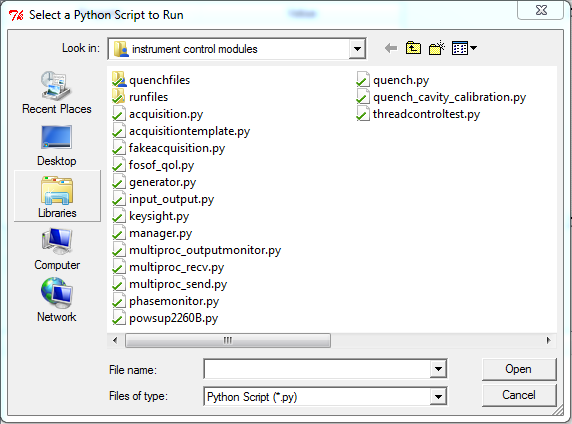 Select a Python Script to Run
Look in: instrument control modules
Recent Places
Desktop
Libraries
Computer
Network
quenchfiles
runfiles
acquisition.py
acquisitiontemplate.py
fakeacquisition.py
fosof_qol.py
generator.py
input_output.py
keysight.py
manager.py
multiproc_outputmonitor.py
multiproc_recv.py
multiproc_send.py
phasemonitor.py
powsup2260B.py
quench.py
quench_cavity_calibration.py
threadcontroltest.py
File name:
Open
Files of type: Python Script (*.py)
Cancel